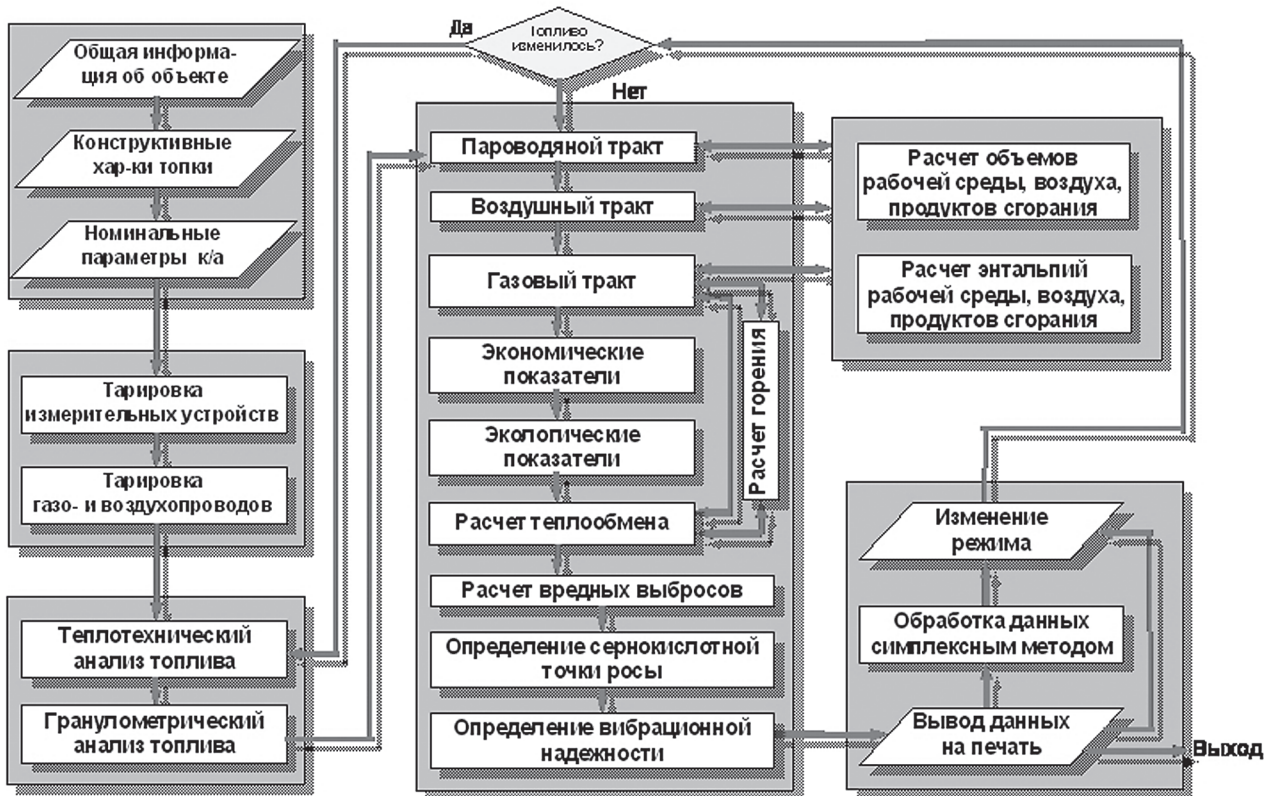 Общая информа-
ция об объекте
Конструктивные
хар-ки топки
Номинальные
параметры к/а
Тарировка
измерительных устройств
Тарировка
газо- и воздухопроводов
Теплотехнический
анализ топлива
Гранулометрический
анализ топлива
Да
Топливо
изменилось?
Нет
Пароводяной тракт
Воздушный тракт
Газовый тракт
Экономические
показатели
Экологические
показатели
Расчет теплообмена
Расчет вредных выбросов
Определение сернокислотной
точки росы
Определение вибрационной
надежности
Расчет горения
Расчет объемов
рабочей среды, воздуха,
продуктов сгорания
Расчет энтальпий
рабочей среды, воздуха,
продуктов сгорания
Изменение
режима
Обработка данных
симплексным методом
Вывод данных
на печать
Выход